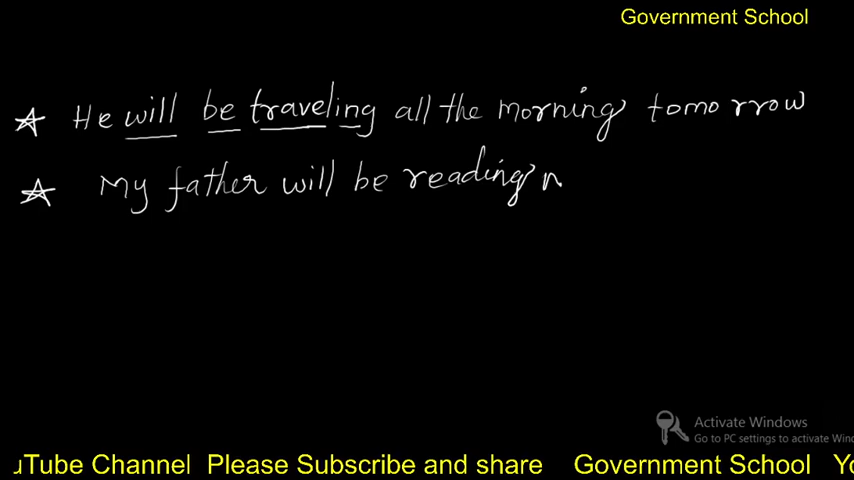 Government School
☆ He will be traveling all the morning tomorrow
☆ My father will be reading n
Activate Windows
Go to PC settings to activate Win
uTube Channel Please Subscribe and share Government School Yo